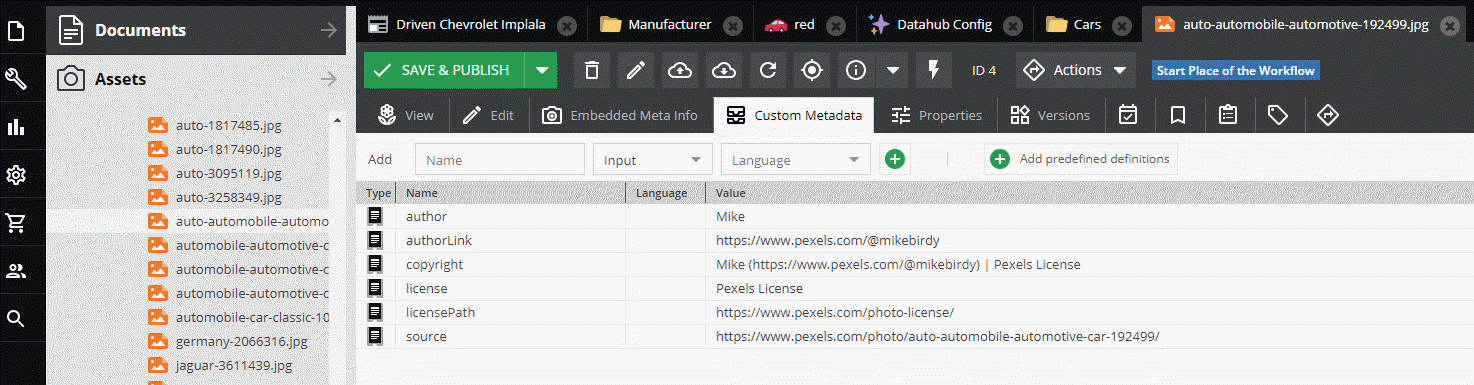 Documents
Assets
auto-1817485.jpg
auto-1817490.jpg
auto-3095119.jpg
auto-3258349.jpg
auto-automobile-automo
automobile-automotive-c
automobile-automotive-c
automobile-automotive-c
automobile-car-classic-10
germany-2066316.jpg
jaguar-3611439.jpg
Driven Chevrolet Implala Manufacturer red Datahub Config Cars auto-automobile-automotive-192499.jpg
SAVE & PUBLISH ID 4 Actions Start Place of the Workflow
View Edit Embedded Meta Info Custom Metadata Properties Versions
Add Name Input Language Add predefined definitions
Type Name Language Value
author Mike
authorLink https://www.pexels.com/@mikebirdy
copyright Mike (https://www.pexels.com/@mikebirdy) | Pexels License
license Pexels License
licensePath https://www.pexels.com/photo-license/
source https://www.pexels.com/photo/auto-automobile-automotive-car-192499/